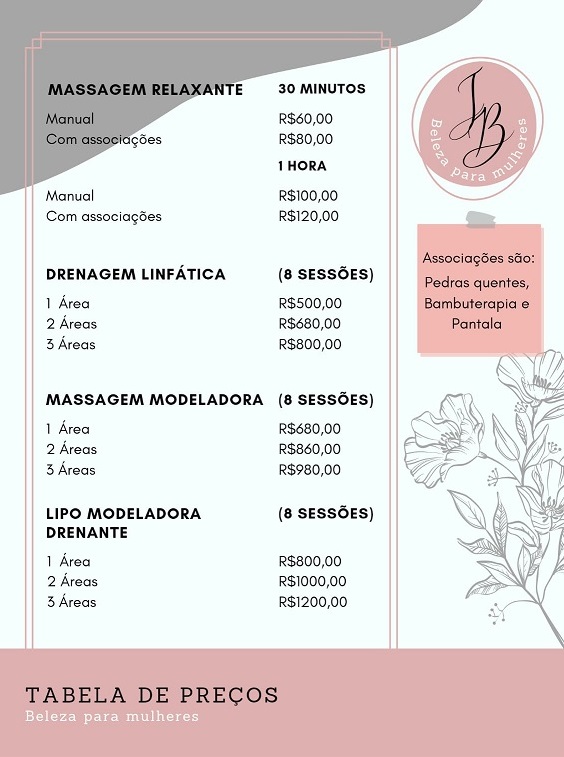 MASSAGEM RELAXANTE 30 MINUTOS
Manual R$60,00
Com associações R$80,00
1 HORA
Manual R$100,00
Com associações R$120,00
DRENAGEM LINFÁTICA (8 SESSÕES)
1 Área R$500,00
2 Áreas R$680,00
3 Áreas R$800,00
MASSAGEM MODELADORA (8 SESSÕES)
1 Área R$680,00
2 Áreas R$860,00
3 Áreas R$980,00
LIPO MODELADORA (8 SESSÕES)
DRENANTE
1 Área R$800,00
2 Áreas R$1000,00
3 Áreas R$1200,00
IB
Beleza para mulheres
Associações são:
Pedras quentes,
Bambuterapia e
Pantala
TABELA DE PREÇOS
Beleza para mulheres